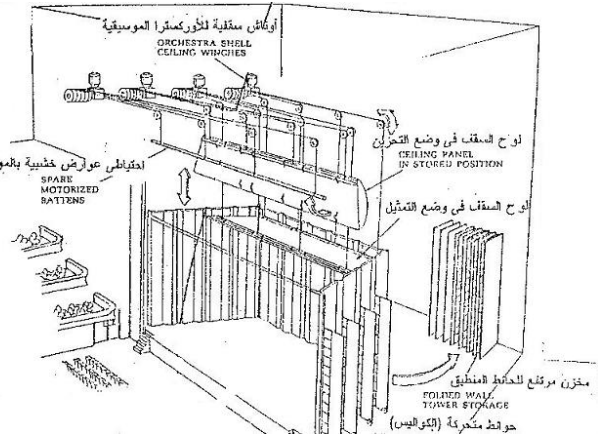 أوناش سقفية للأوركسترا الموسيقية
ORCHESTRA SHELL
CEILING WINCHES
لوح السقف فى وضع التخزين
CEILING PANEL
IN STORED POSITION
احتياطى عوارض خشبية بالمو
SPARE
MOTORIZED
BATTENS
لوح السقف فى وضع التمثيل
مخزن مرتفع للحائط المنطبق
FOLDED WALL
TOWER STORAGE
حوائط متحركة (الكواليس)